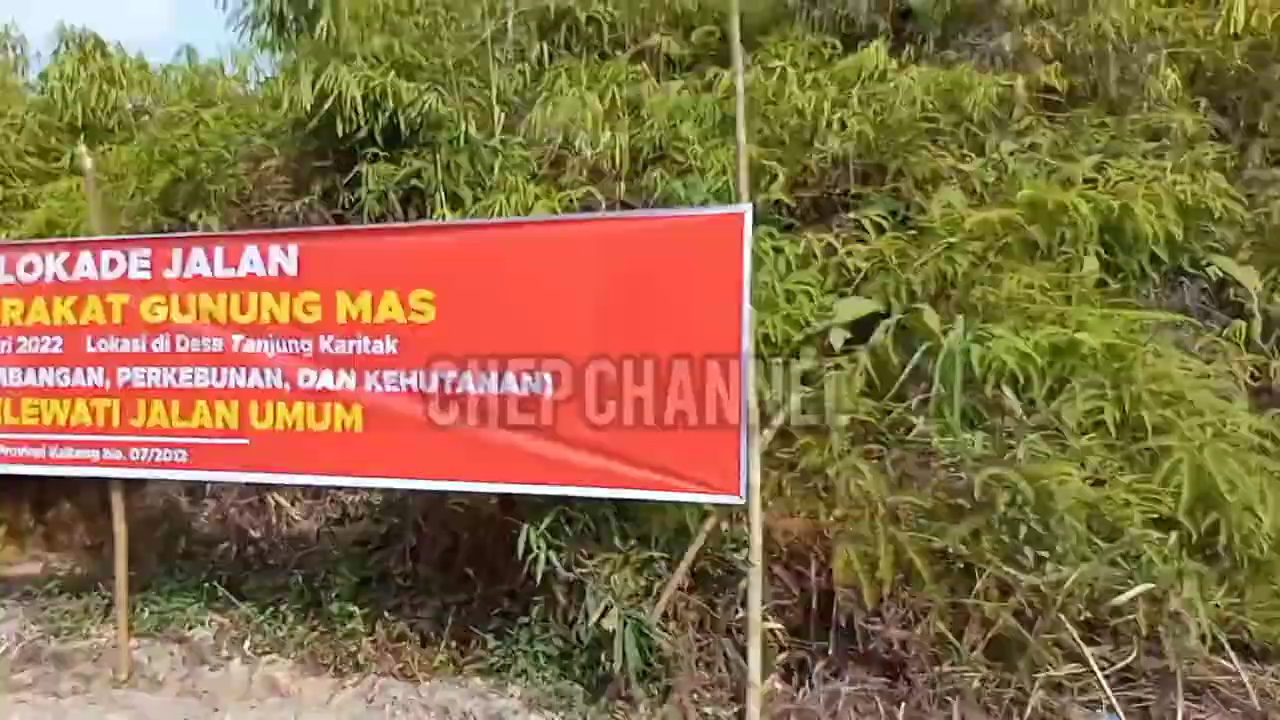 LOKADE JALAN
RAKAT GUNUNG MAS
ri 2022 Lokasi di Desa Tanjung Karitak
MBANGAN, PERKEBUNAN, DAN KEHUTANAN)
LEWATI JALAN UMUM
Provinsi Kalteng No. 07/2012
CHEP CHANNEL